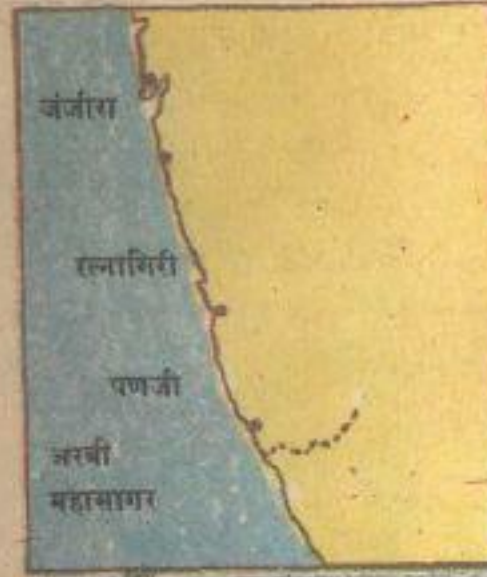 जंजीरा
रत्नागिरी
पणजी
अरबी
महासागर